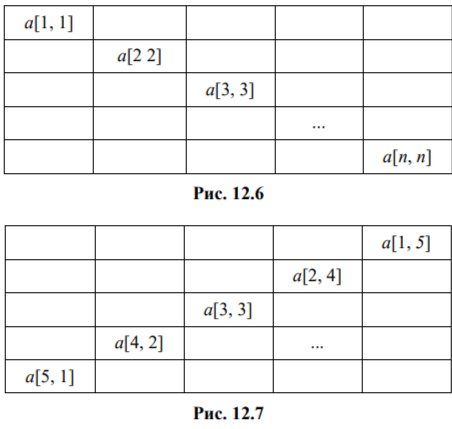 a[1, 1]
a[2 2]
a[3, 3]
...
a[n, n]
Рис. 12.6
a[1, 5]
a[2, 4]
a[3, 3]
a[4, 2] ...
a[5, 1]
Рис. 12.7